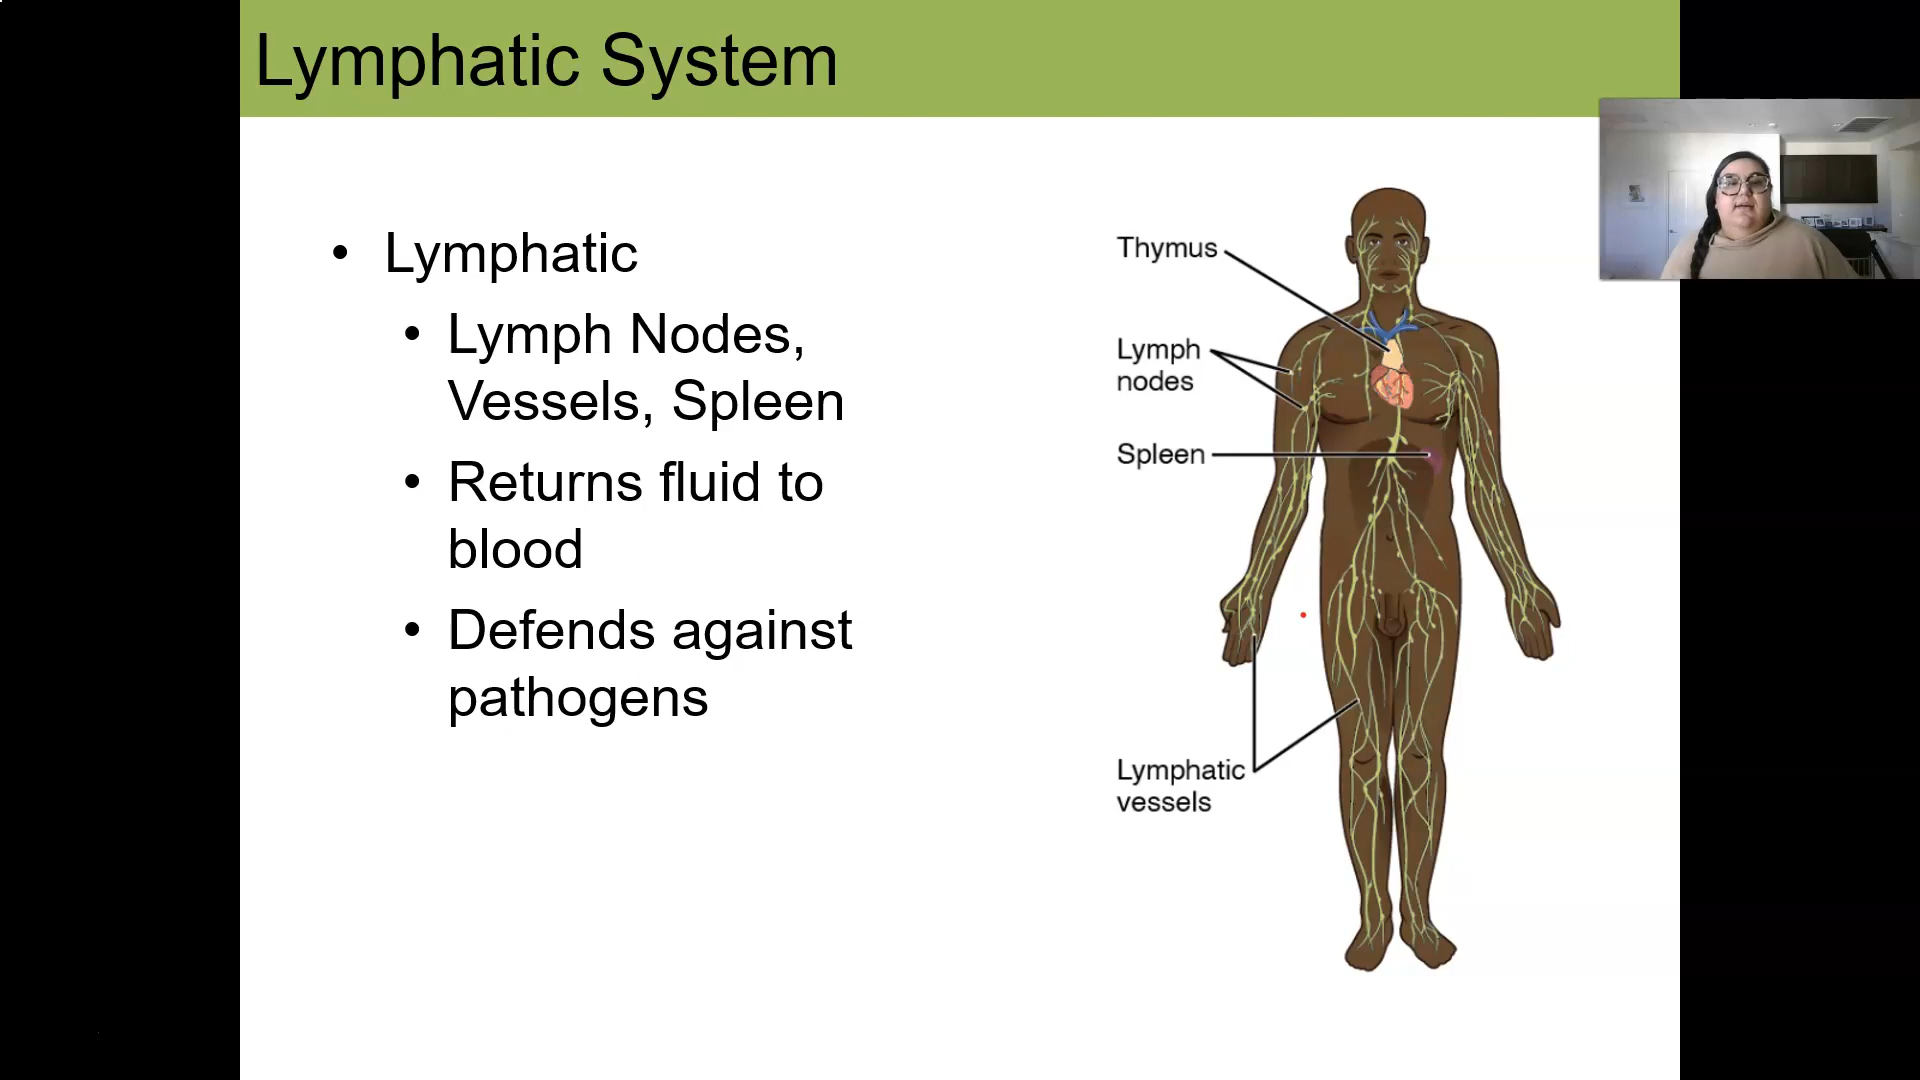 Lymphatic System
• Lymphatic
• Lymph Nodes,
Vessels, Spleen
• Returns fluid to
blood
• Defends against
pathogens
Thymus
Lymph
nodes
Spleen
Lymphatic
vessels